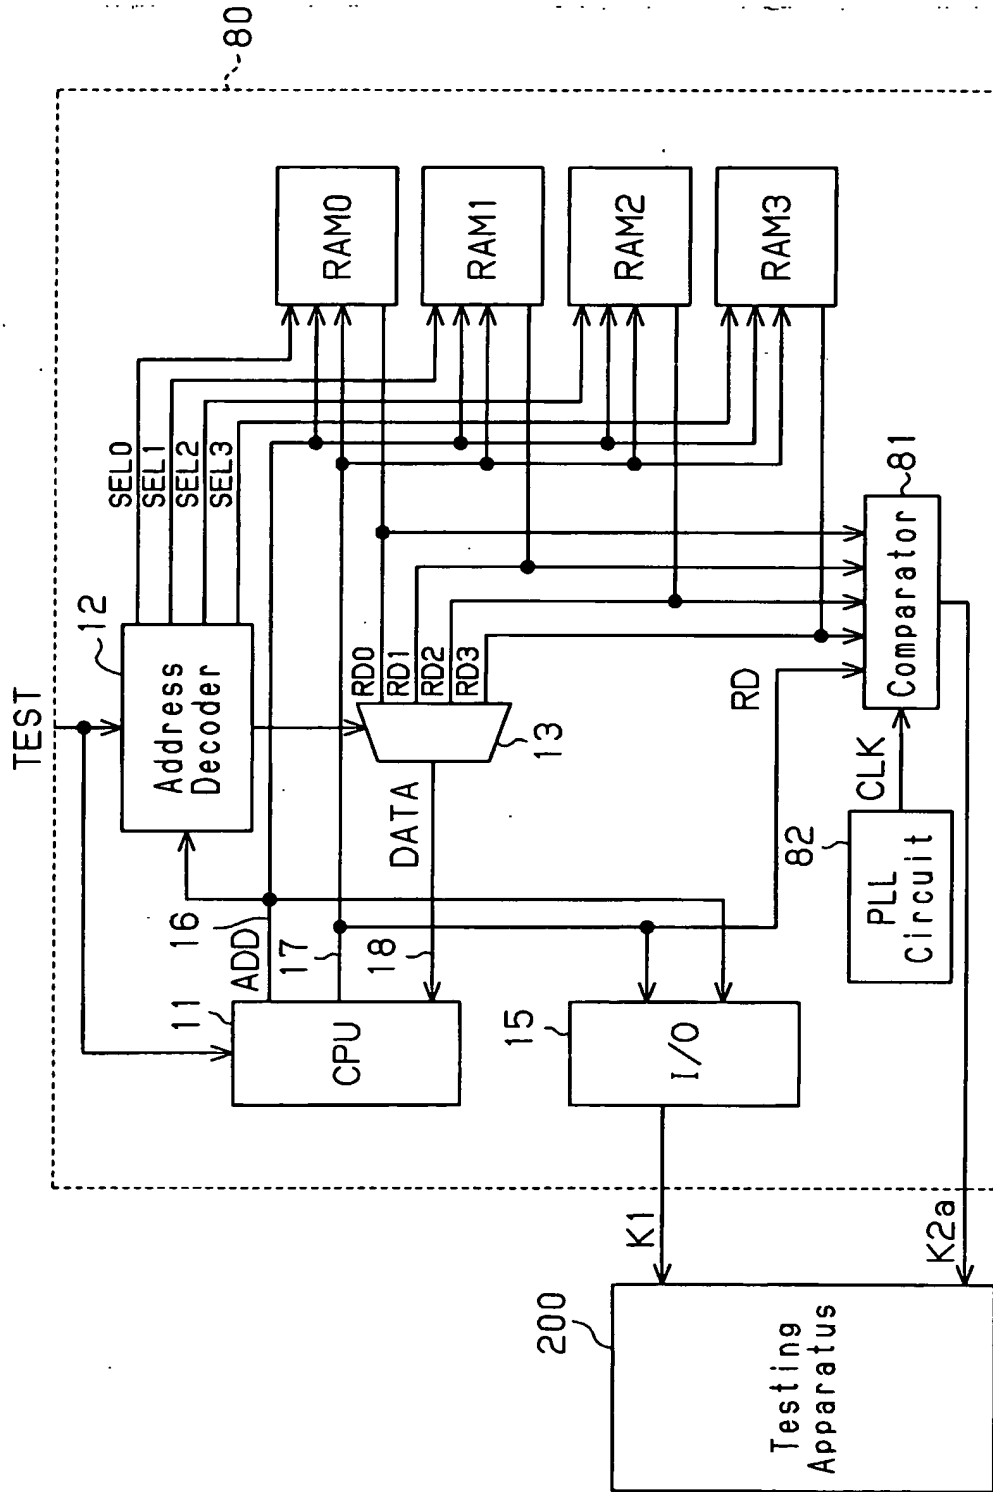 TEST
80
12
Address
Decoder
SEL0
SEL1
SEL2
SEL3
RAM0
RAM1
RAM2
RAM3
11
CPU
16
ADD
17
18
DATA
13
RD0
RD1
RD2
RD3
15
I/O
RD
81
Comparator
CLK
82
PLL
Circuit
K1
K2a
200
Testing
Apparatus